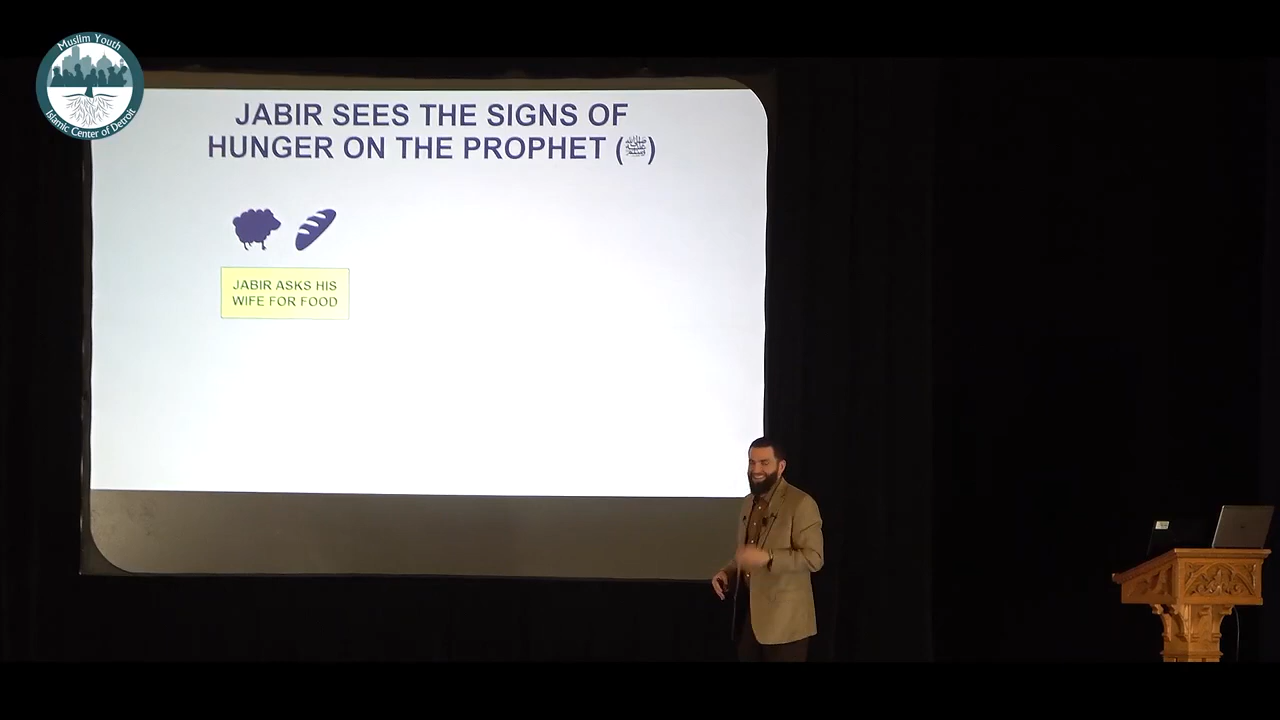 Muslim Youth
Islamic Center of Detroit
JABIR SEES THE SIGNS OF
HUNGER ON THE PROPHET (ﷺ)
JABIR ASKS HIS
WIFE FOR FOOD